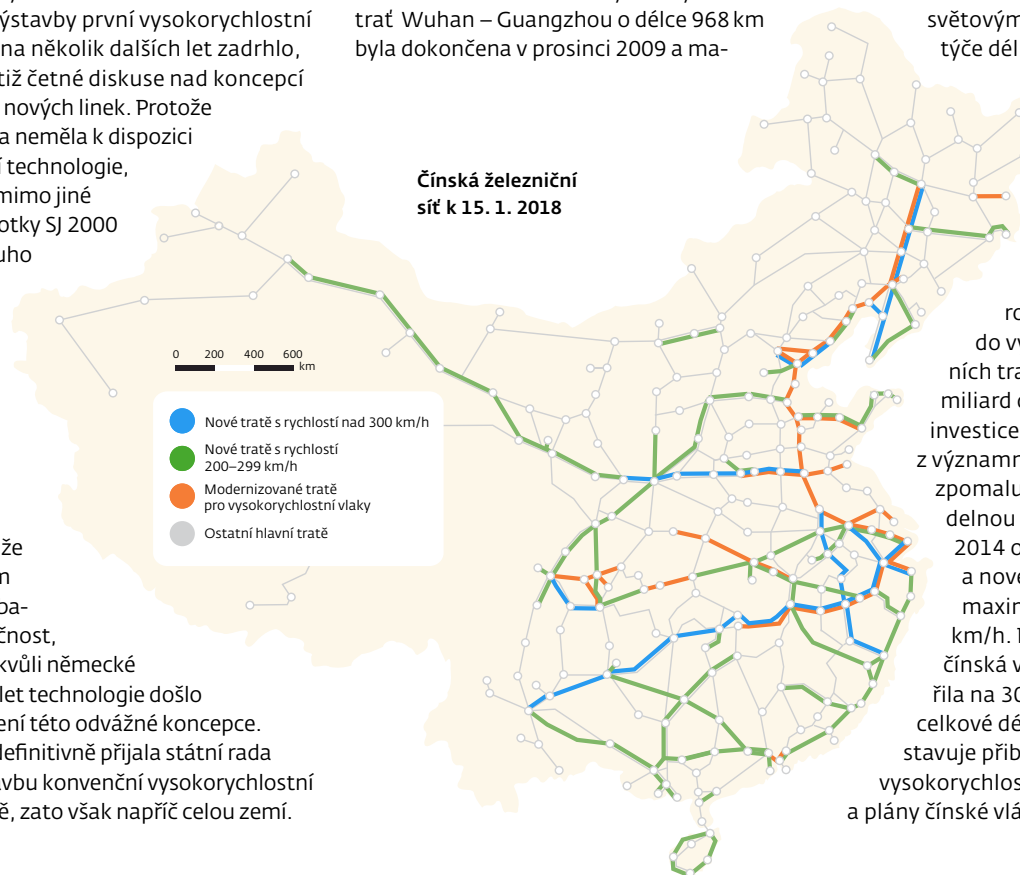 ýstavby první vysokorychlostní
na několik dalších let zadrhlo,
tiž četné diskuse nad koncepcí
nových linek. Protože
a neměla k dispozici
í technologie,
mimo jiné
otky SJ 2000
uho
že
m
pa-
čnost,
kvůli německé
let technologie došlo
ení této odvážné koncepce.
definitivně přijala státní rada
avbu konvenční vysokorychlostní
ě, zato však napříč celou zemí.
trať Wuhan – Guangzhou o délce 968 km
byla dokončena v prosinci 2009 a ma-
Čínská železniční
síť k 15. 1. 2018
0 200 400 600
km
Nové tratě s rychlostí nad 300 km/h
Nové tratě s rychlostí
200–299 km/h
Modernizované tratě
pro vysokorychlostní vlaky
Ostatní hlavní tratě
světovým
týče dél
ro
do v
ních tra
miliard
investice
z významn
zpomalu
delnou
2014 o
a nov
maxin
km/h.
čínská v
řila na 30
celkové dé
stavuje přib
vysokorychlos
a plány čínské vlá